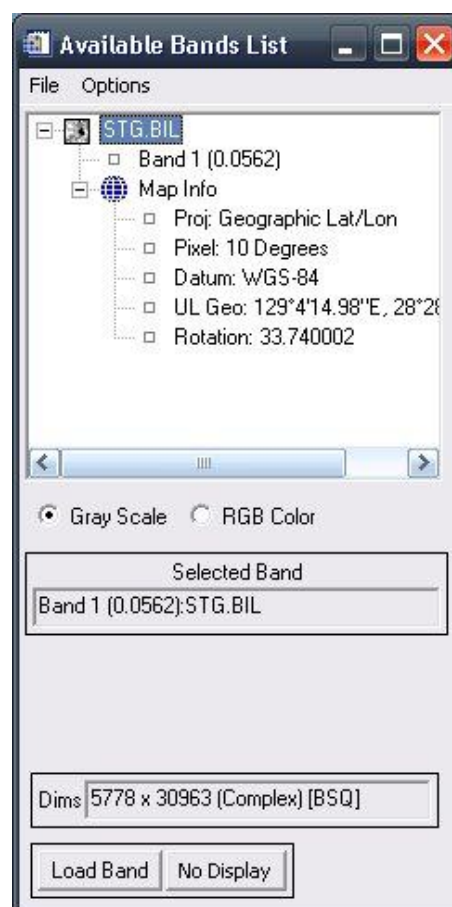 Available Bands List
File Options
STG.BIL
Band 1 (0.0562)
Map Info
Proj: Geographic Lat/Lon
Pixel: 10 Degrees
Datum: WGS-84
UL Geo: 129°4'14.98"E, 28°28
Rotation: 33.740002
Gray Scale RGB Color
Selected Band
Band 1 (0.0562):STG.BIL
Dims 5778 x 30963 (Complex) [BSQ]
Load Band No Display